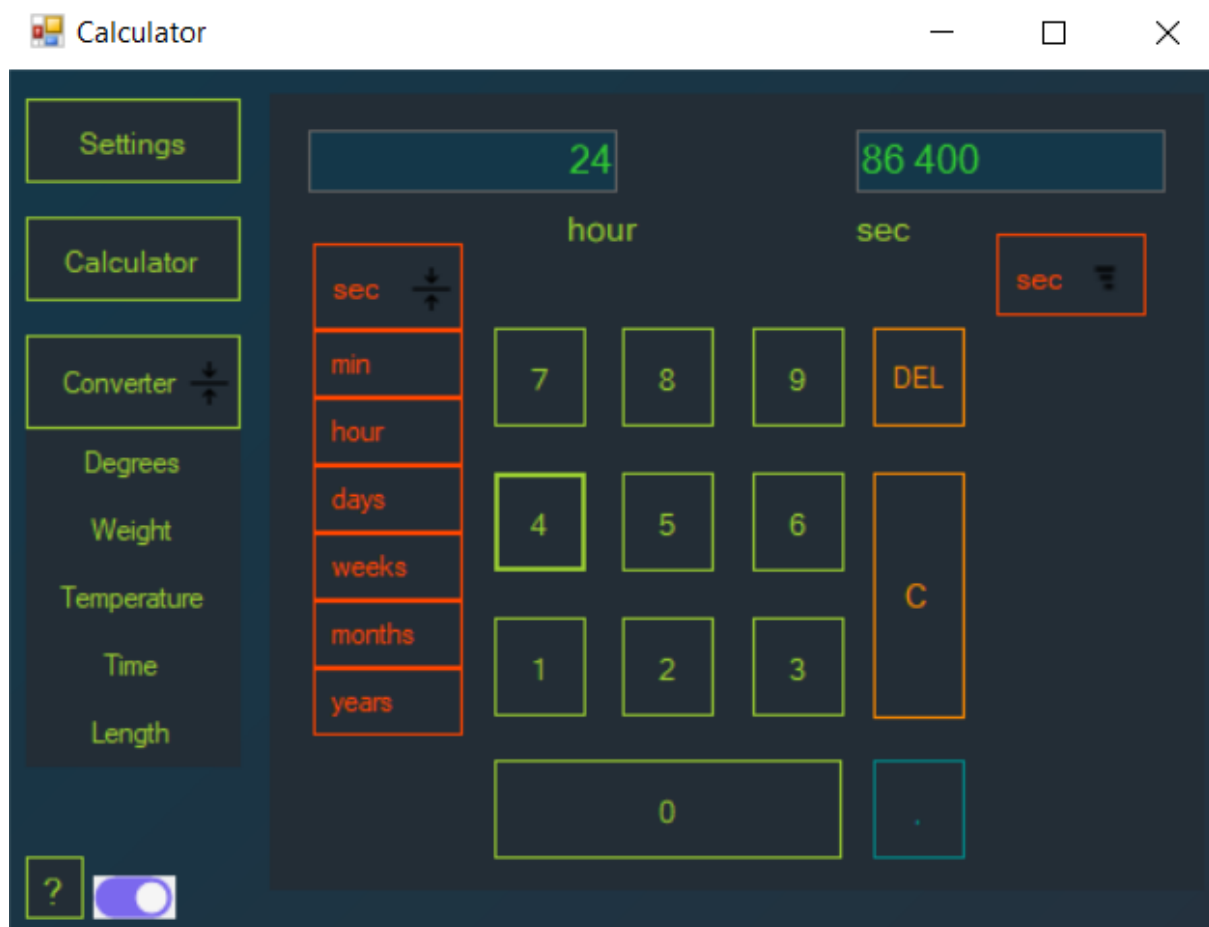 Calculator
Settings
Calculator
Converter
Degrees
Weight
Temperature
Time
Length
?
24
86 400
hour
sec
sec
min
hour
days
weeks
months
years
sec
7 8 9 DEL
4 5 6
C
1 2 3
0 .